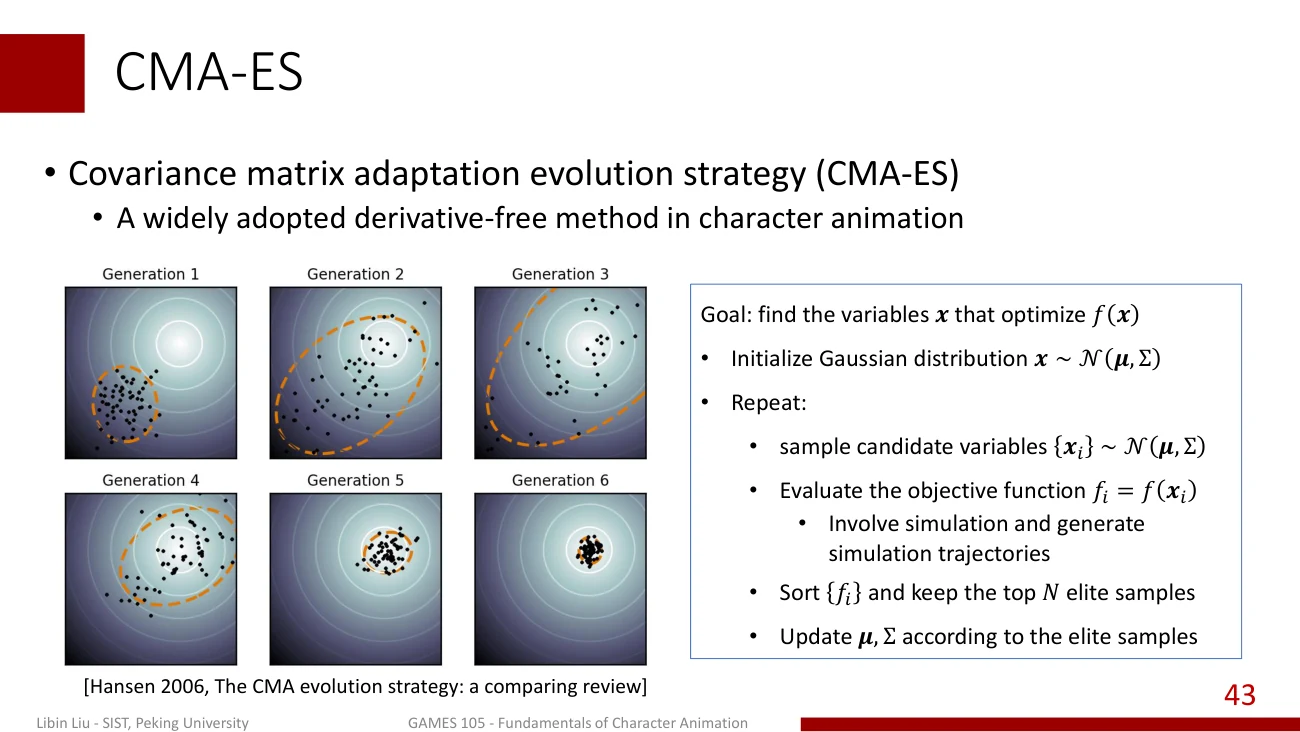 CMA-ES
• Covariance matrix adaptation evolution strategy (CMA-ES)
• A widely adopted derivative-free method in character animation
Generation 1
Generation 2
Generation 3
Generation 4
Generation 5
Generation 6
[Hansen 2006, The CMA evolution strategy: a comparing review]
Goal: find the variables 𝒙 that optimize 𝑓(𝒙)
• Initialize Gaussian distribution 𝒙 ~ 𝒩(𝝁, Σ)
• Repeat:
• sample candidate variables {𝒙ᵢ} ~ 𝒩(𝝁, Σ)
• Evaluate the objective function 𝑓ᵢ = 𝑓(𝒙ᵢ)
• Involve simulation and generate
simulation trajectories
• Sort {𝑓ᵢ} and keep the top 𝑁 elite samples
• Update 𝝁, Σ according to the elite samples
43
Libin Liu - SIST, Peking University
GAMES 105 - Fundamentals of Character Animation